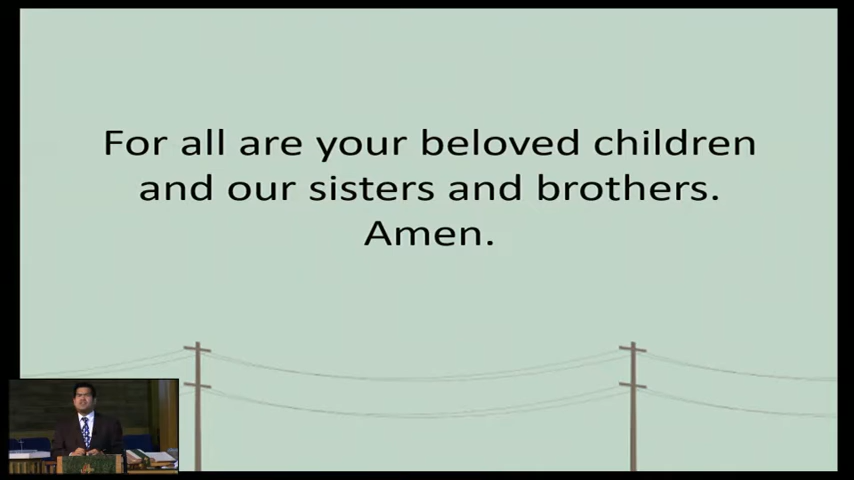 For all are your beloved children
and our sisters and brothers.
Amen.